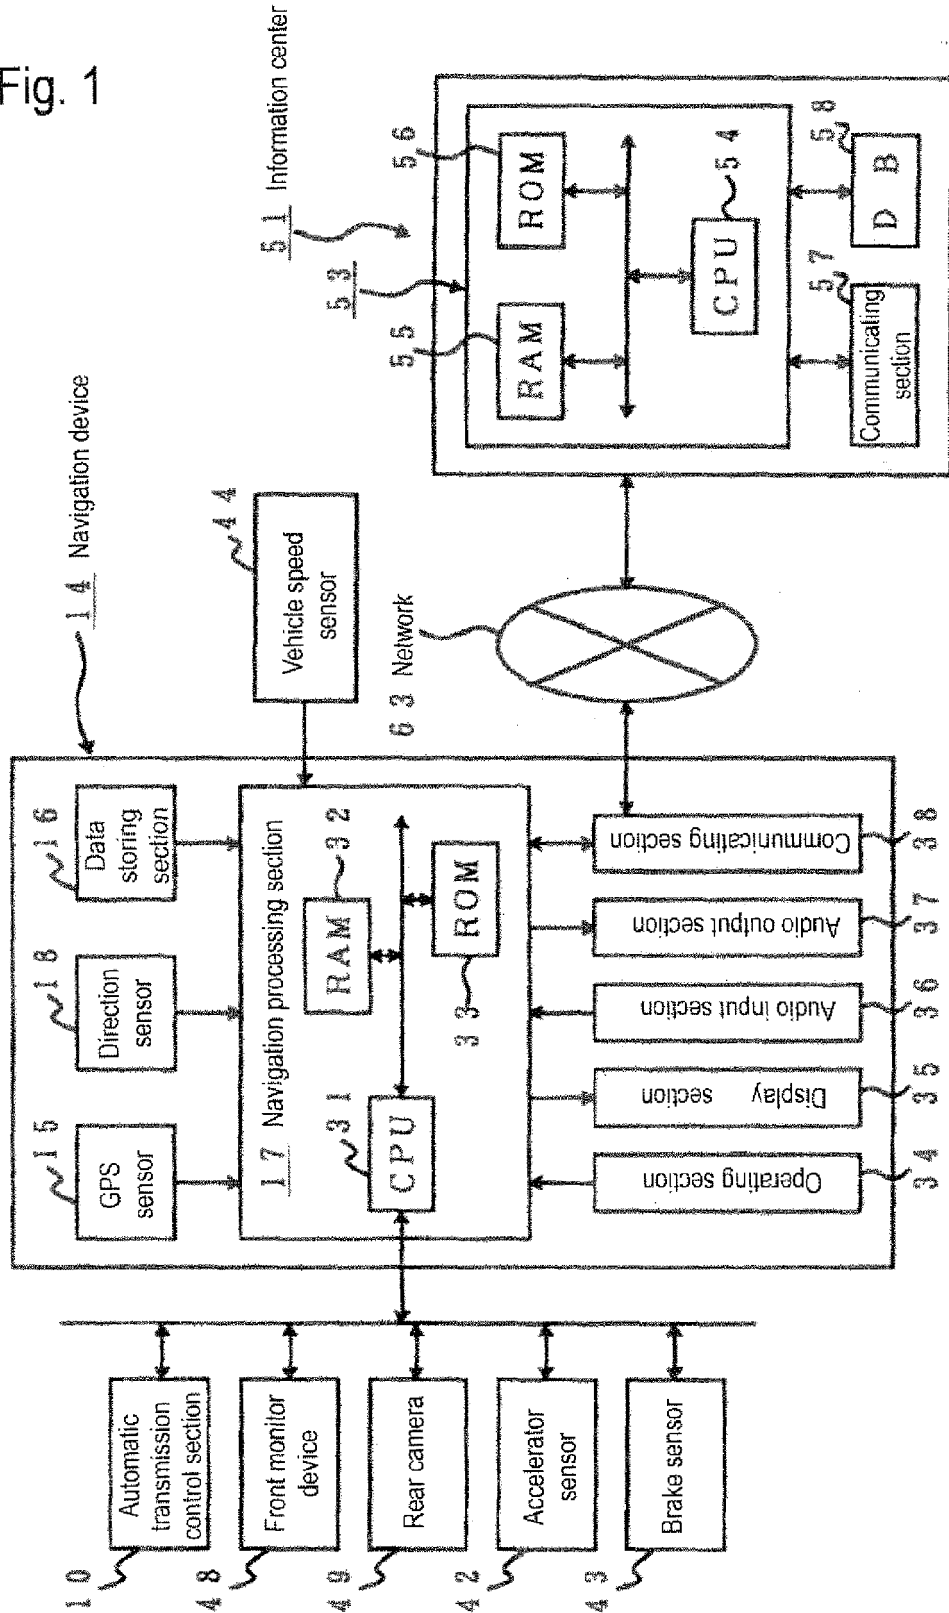 Fig. 1
14 Navigation device
51 Information center
53
10
Automatic
transmission
control section
48
Front monitor
device
49
Rear camera
42
Accelerator
sensor
43
Brake sensor
15
GPS
sensor
18
Direction
sensor
16
Data
storing
section
17 Navigation processing section
31
CPU
32
RAM
33
ROM
34
Operating section
35
Display section
36
Audio input section
37
Audio output section
38
Communicating section
44
Vehicle speed
sensor
63 Network
55
RAM
56
ROM
54
CPU
57
Communicating
section
58
DB